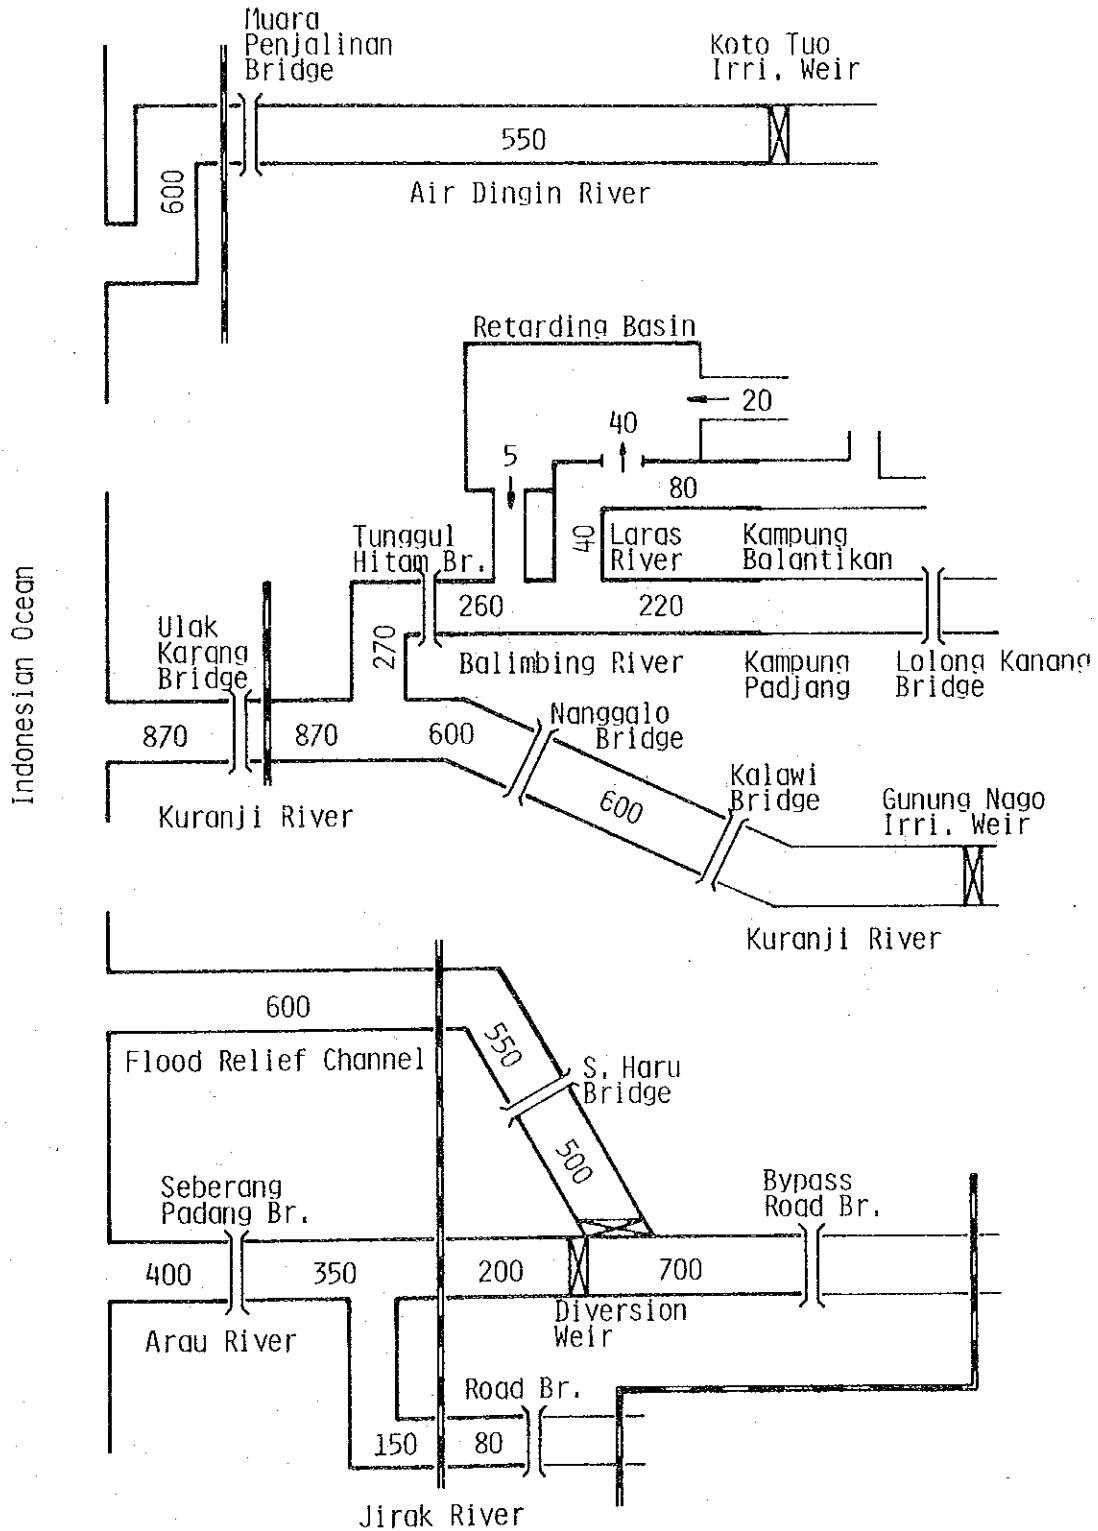 Muara
Penjalinan
Bridge
Koto Tuo
Irri. Weir
550
600
Air Dingin River
Retarding Basin
20
40
5
80
Tunggul
Hitam Br.
40
Laras
River
Kampung
Balantikan
260
220
Ulak
Karang
Bridge
270
Balimbing River
Kampung
Padjang
Lolong Kanang
Bridge
Indonesian Ocean
870
870
600
Nanggalo
Bridge
600
Kalawi
Bridge
Gunung Nago
Irri. Weir
Kuranji River
Kuranji River
600
550
Flood Relief Channel
S. Haru
Bridge
500
Seberang
Padang Br.
Bypass
Road Br.
400
350
200
700
Diversion
Weir
Arau River
Road Br.
150
80
Jirak River